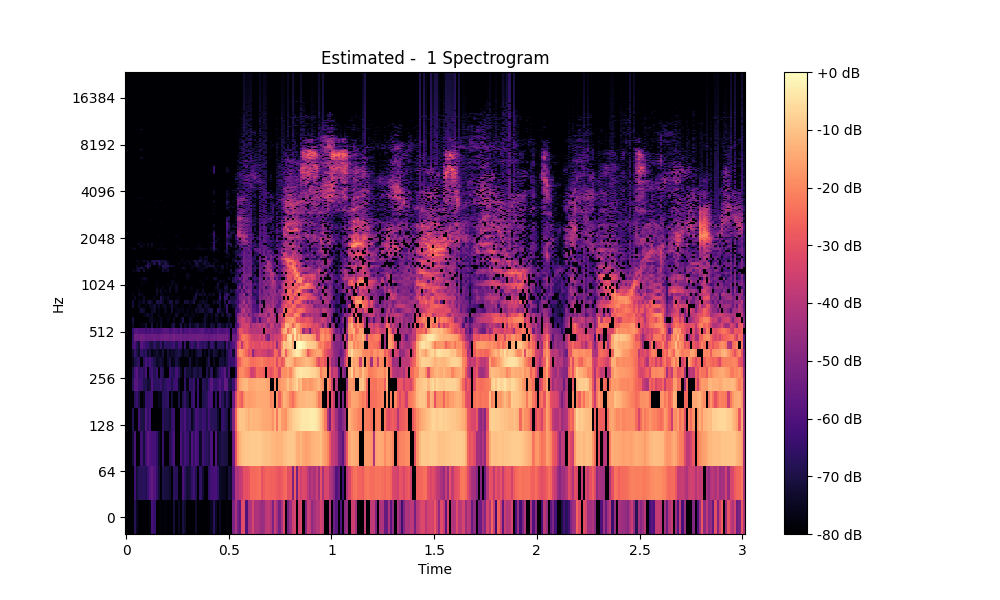 Estimated -  1 Spectrogram
Hz
16384
8192
4096
2048
1024
512
256
128
64
0
0
0.5
1
1.5
2
2.5
3
Time
+0 dB
-10 dB
-20 dB
-30 dB
-40 dB
-50 dB
-60 dB
-70 dB
-80 dB